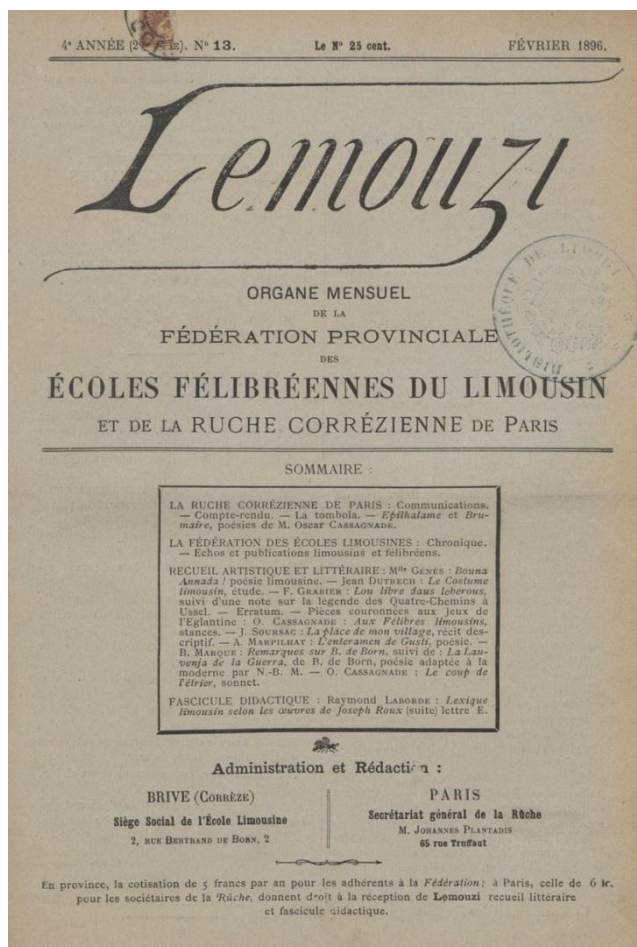 4e ANNÉE (2e Série). No 13.
Le No 25 cent.
FÉVRIER 1896.
Lemouzi
BIBLIOTHÈQUE DE LIMOGES
ORGANE MENSUEL
DE LA
FÉDÉRATION PROVINCIALE
DES
ÉCOLES FÉLIBRÉENNES DU LIMOUSIN
ET DE LA RUCHE CORRÉZIENNE DE PARIS
SOMMAIRE :
LA RUCHE CORRÉZIENNE DE PARIS : Communications.
— Compte-rendu. — La tombola. — Epilhalame et Bru-
maire, poésies de M. Oscar CASSAGNADE.
LA FÉDÉRATION DES ÉCOLES LIMOUSINES : Chronique.
— Echos et publications limousins et félibréens.
RECUEIL ARTISTIQUE ET LITTÉRAIRE : Mlle GÉNÈS : Bouna
Annada ! poésie limousine. — Jean DUTRECH : Le Costume
limousin, étude. — F. GRABIER : Lou libre daus leberous,
suivi d'une note sur la légende des Quatre-Chemins à
Ussel. — Erratum. — Pièces couronnées aux Jeux de
l'Eglantine : O. CASSAGNADE : Aux Félibres limousins,
stances. — J. SOURSAC : La place de mon village, récit des-
criptif. — A. MARPILHAT : L'enteramen de Gusti, poésie. —
B. MARQUE : Remarques sur B. de Born, suivi de : La Lau-
venja de la Guerra, de B. de Born, poésie adaptée à la
moderne par N.-B. M. — O. CASSAGNADE : Le coup de
l'étrier, sonnet.
FASCICULE DIDACTIQUE : Raymond LABORDE : Lexique
limousin selon les œuvres de Joseph Roux (suite) lettre E.
Administration et Rédaction :
BRIVE (CORRÈZE)
Siège Social de l'École Limousine
2, RUE BERTRAND DE BORN, 2
PARIS
Secrétariat général de la Rûche
M. JOHANNES PLANTADIS
65 rue Truffaut
En province, la cotisation de 5 francs par an pour les adhérents à la Fédération ; à Paris, celle de 6 fr.
pour les sociétaires de la Rûche, donnent droit à la réception de Lemouzi recueil littéraire
et fascicule didactique.